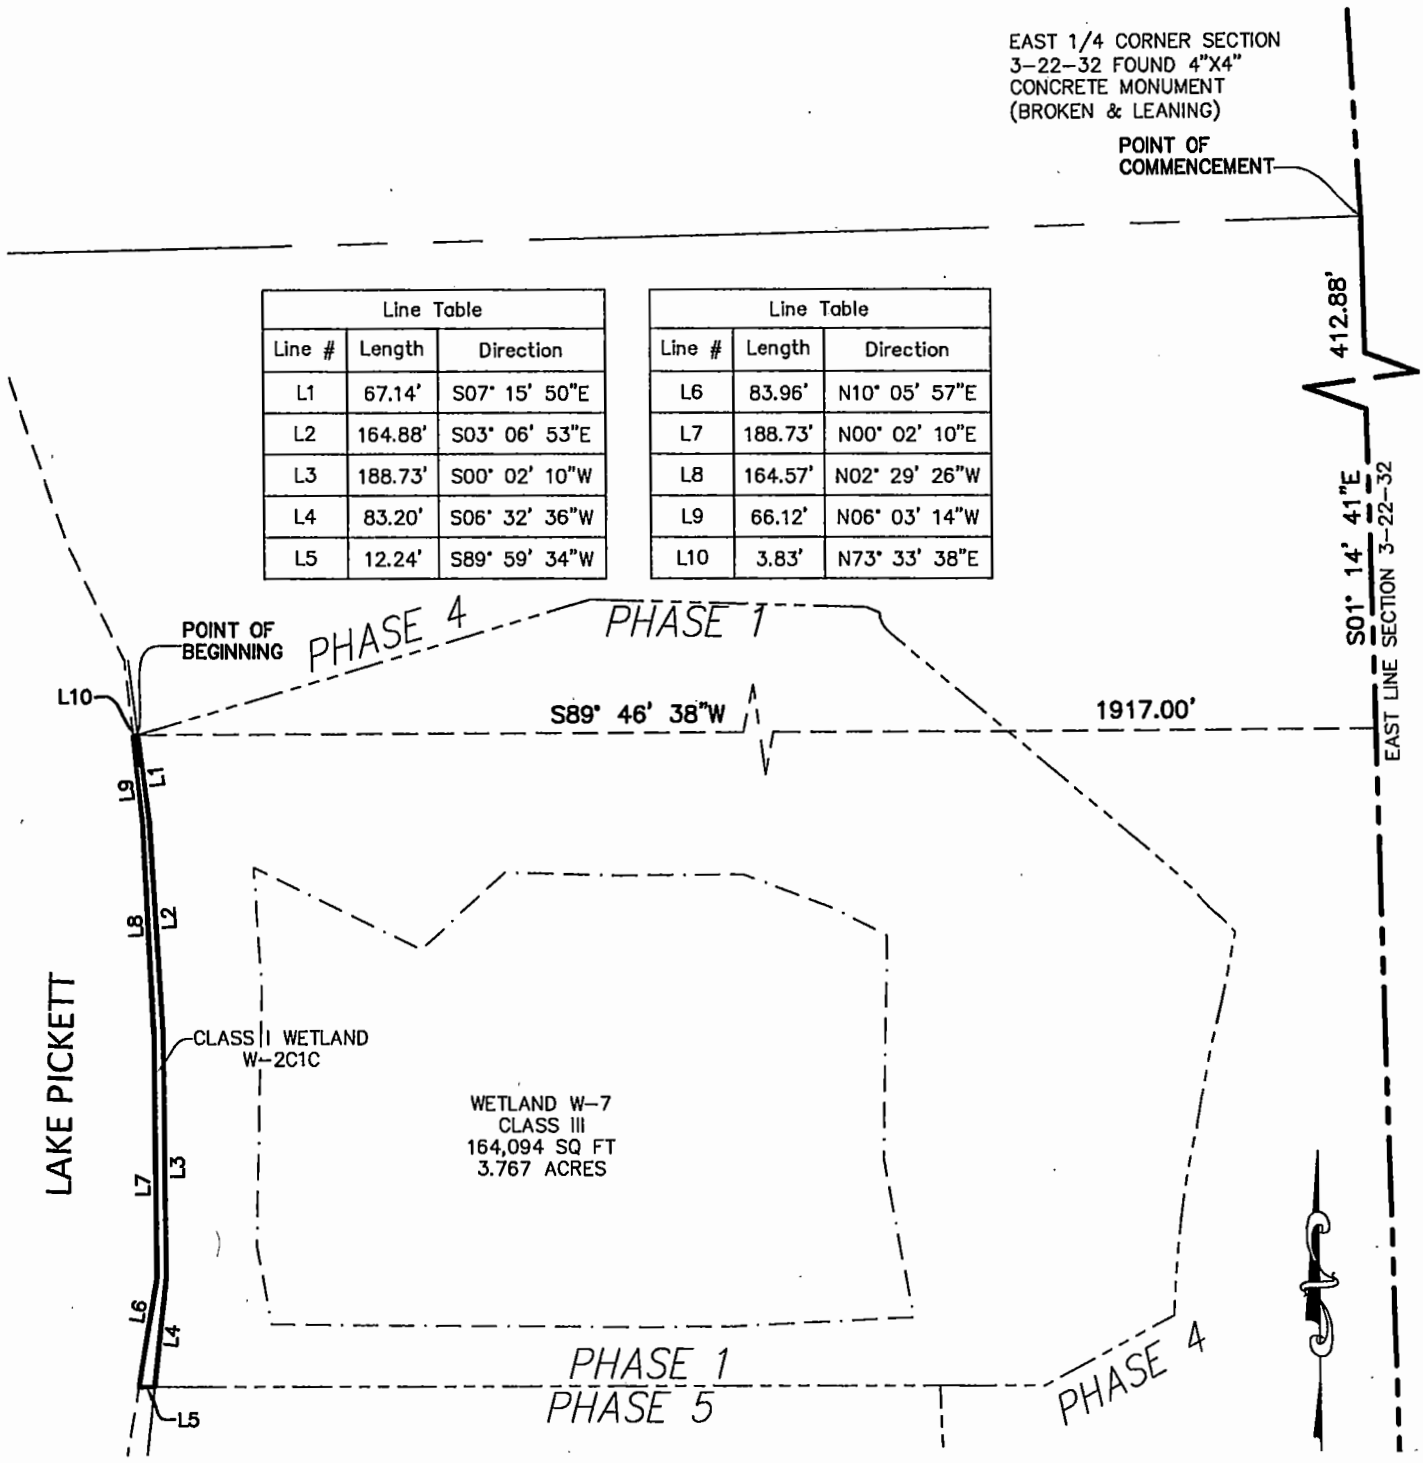 EAST 1/4 CORNER SECTION
3-22-32 FOUND 4"X4"
CONCRETE MONUMENT
(BROKEN & LEANING)
POINT OF
COMMENCEMENT
412.88'
Line Table
Line # Length Direction
L1 67.14' S07° 15' 50"E
L2 164.88' S03° 06' 53"E
L3 188.73' S00° 02' 10"W
L4 83.20' S06° 32' 36"W
L5 12.24' S89° 59' 34"W
Line Table
Line # Length Direction
L6 83.96' N10° 05' 57"E
L7 188.73' N00° 02' 10"E
L8 164.57' N02° 29' 26"W
L9 66.12' N06° 03' 14"W
L10 3.83' N73° 33' 38"E
S01° 14' 41"E
EAST LINE SECTION 3-22-32
POINT OF
BEGINNING
PHASE 4
PHASE 1
L10
S89° 46' 38"W
1917.00'
L9
L1
L8
L2
LAKE PICKETT
CLASS I WETLAND
W-2C1C
WETLAND W-7
CLASS III
164,094 SQ FT
3.767 ACRES
L7
L3
L6
L4
PHASE 1
PHASE 5
PHASE 4
L5